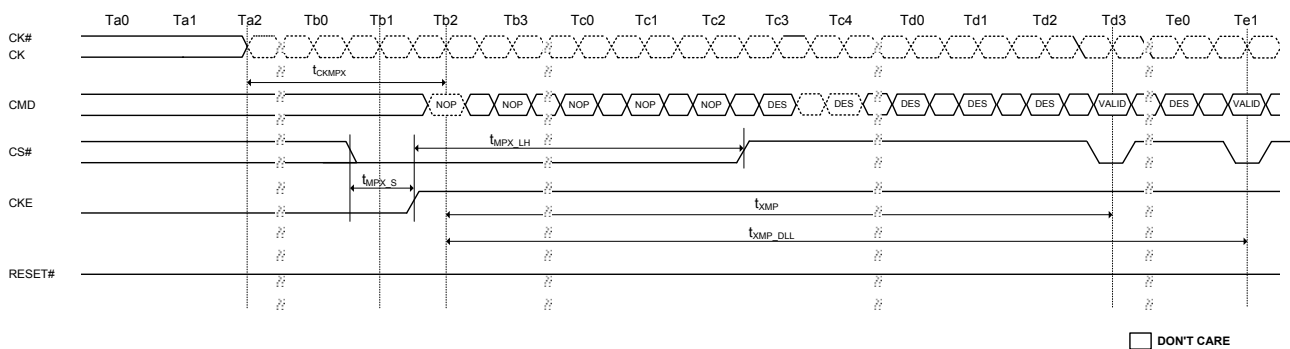 Ta0 Ta1 Ta2 Tb0 Tb1 Tb2 Tb3 Tc0 Tc1 Tc2 Tc3 Tc4 Td0 Td1 Td2 Td3 Te0 Te1
CK#
CK
tCKMPX
CMD NOP NOP NOP NOP NOP DES DES DES DES DES VALID DES VALID
CS#
tMPX_LH
tMPX_S
CKE
tXMP
tXMP_DLL
RESET#
DON'T CARE